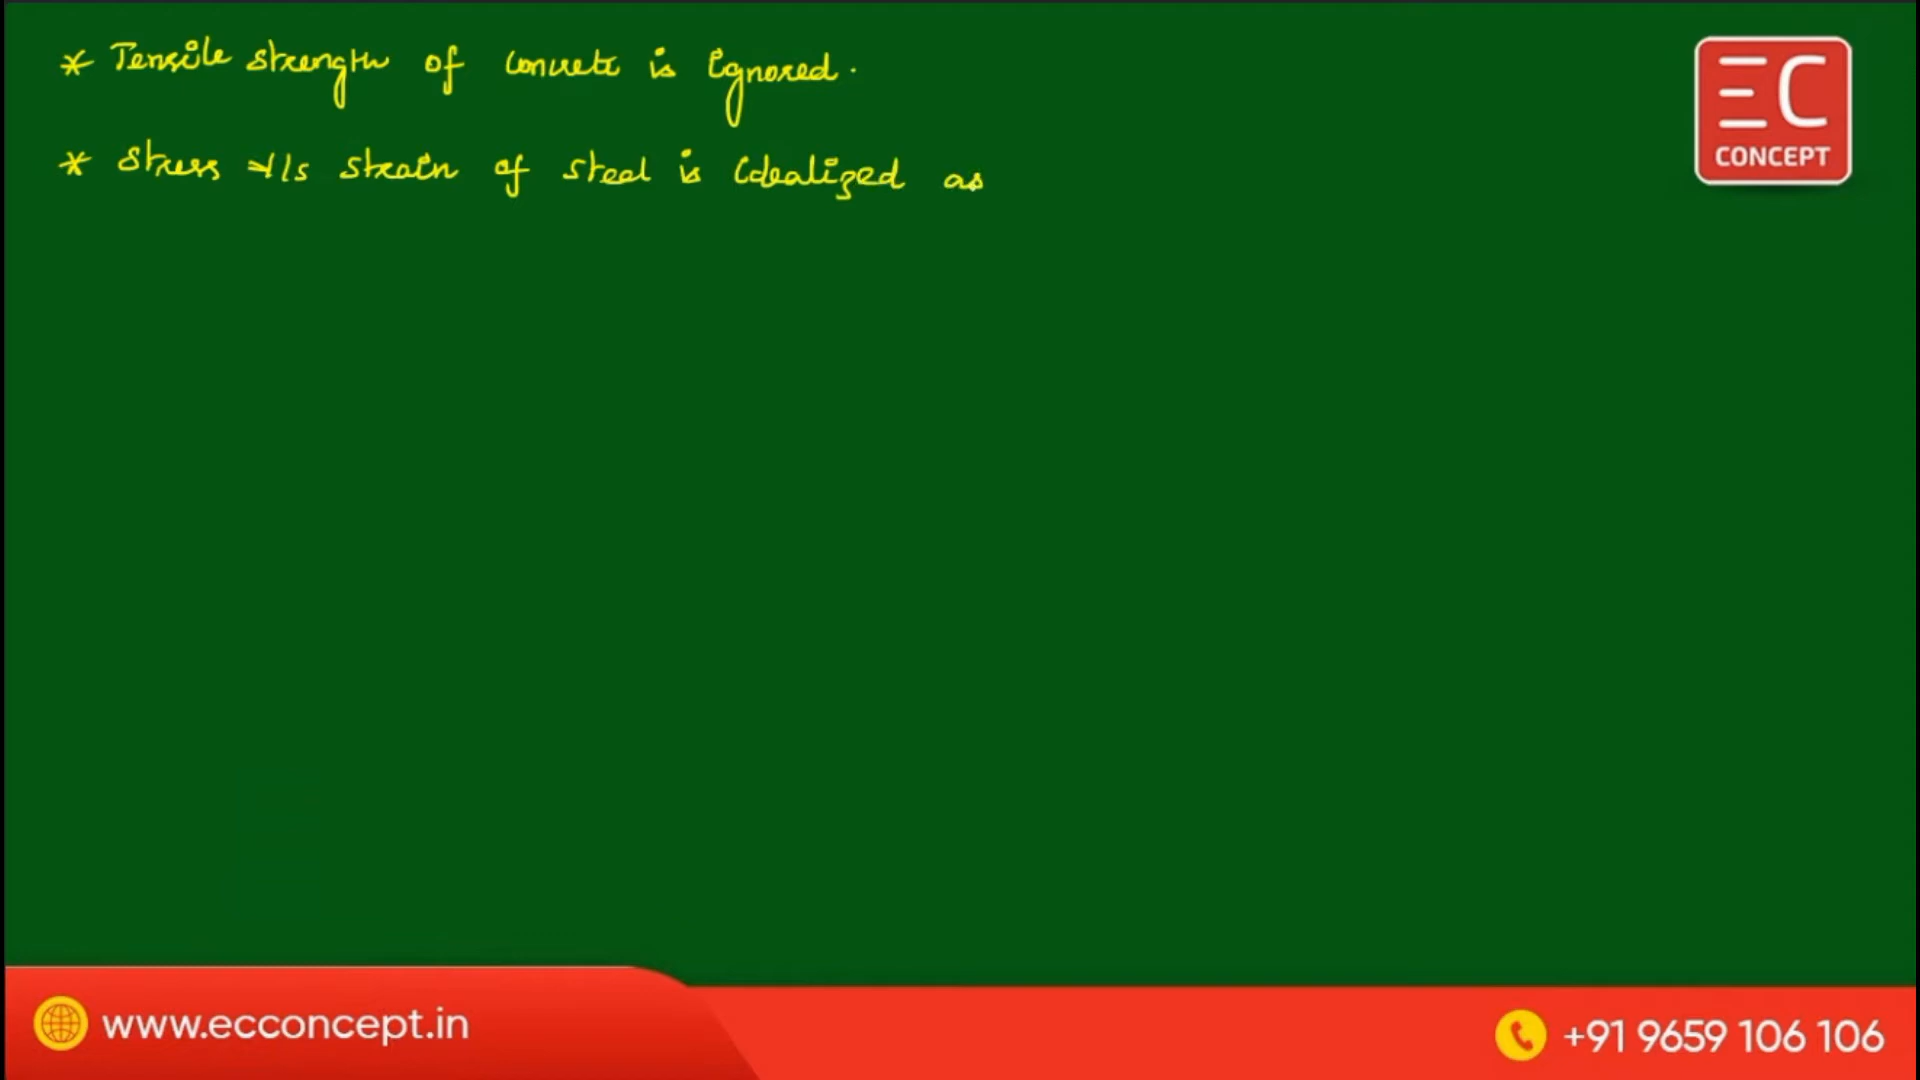 * Tensile strength of concrete is ignored.
* Stress v/s strain of steel is idealized as
EC
CONCEPT
www.ecconcept.in
+91 9659 106 106